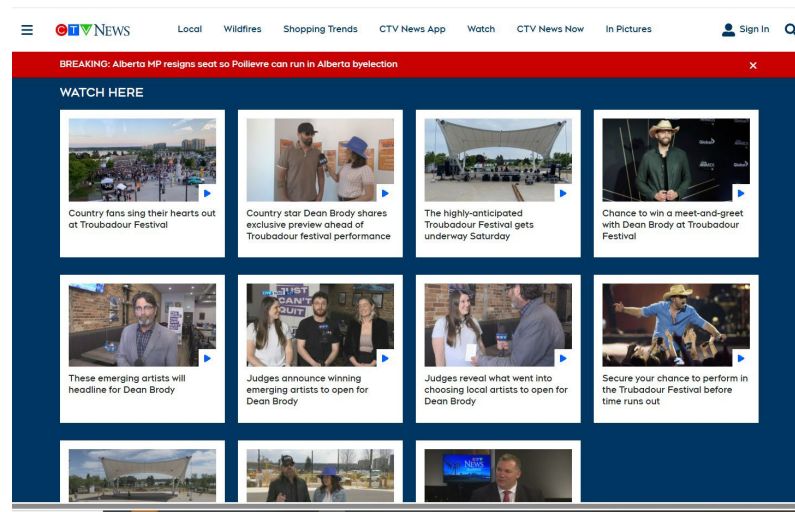 CTV NEWS Local Wildfires Shopping Trends CTV News App Watch CTV News Now In Pictures Sign In
BREAKING: Alberta MP resigns seat so Poilievre can run in Alberta byelection
WATCH HERE
Country fans sing their hearts out
at Troubadour Festival
Country star Dean Brody shares
exclusive preview ahead of
Troubadour festival performance
The highly-anticipated
Troubadour Festival gets
underway Saturday
Chance to win a meet-and-greet
with Dean Brody at Troubadour
Festival
These emerging artists will
headline for Dean Brody
JUST
CAN'T
QUIT
Judges announce winning
emerging artists to open for
Dean Brody
Judges reveal what went into
choosing local artists to open for
Dean Brody
Secure your chance to perform in
the Trubadour Festival before
time runs out
NEWS